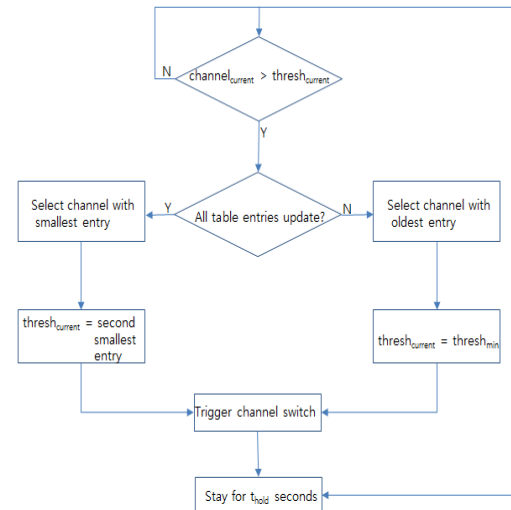 N
channelcurrent > threshcurrent
Y
Select channel with
smallest entry
Y
All table entries update?
N
Select channel with
oldest entry
threshcurrent = second
smallest
entry
threshcurrent = threshmin
Trigger channel switch
Stay for thold seconds